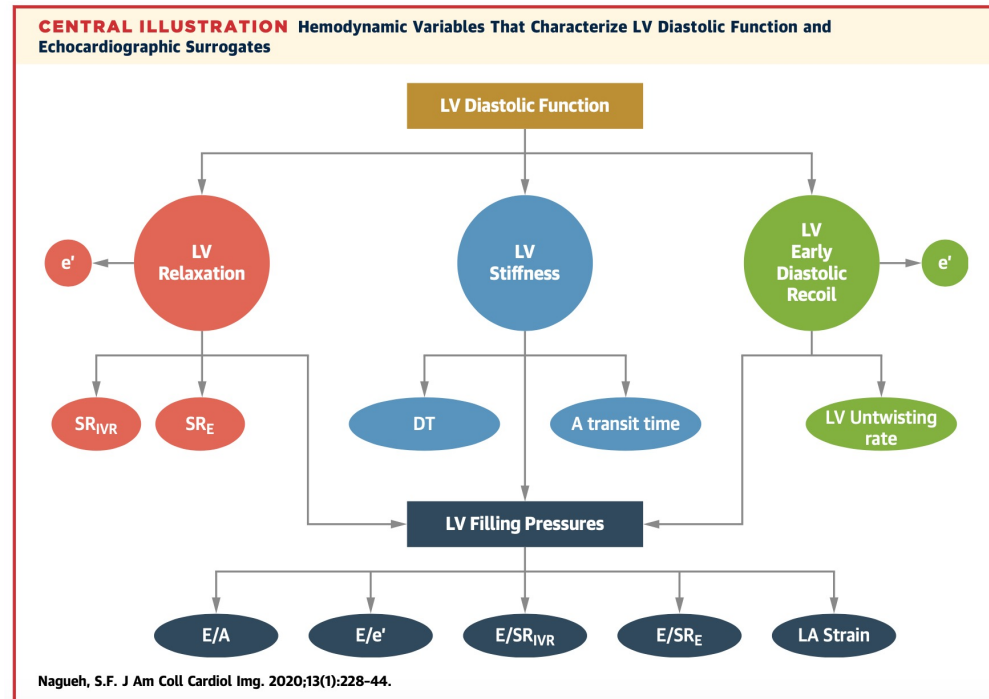 CENTRAL ILLUSTRATION Hemodynamic Variables That Characterize LV Diastolic Function and
Echocardiographic Surrogates
LV Diastolic Function
LV
Relaxation
LV
Stiffness
LV
Early
Diastolic
Recoil
e′
e′
SRIVR
SRE
DT
A transit time
LV Untwisting
rate
LV Filling Pressures
E/A
E/e′
E/SRIVR
E/SRE
LA Strain
Nagueh, S.F. J Am Coll Cardiol Img. 2020;13(1):228–44.